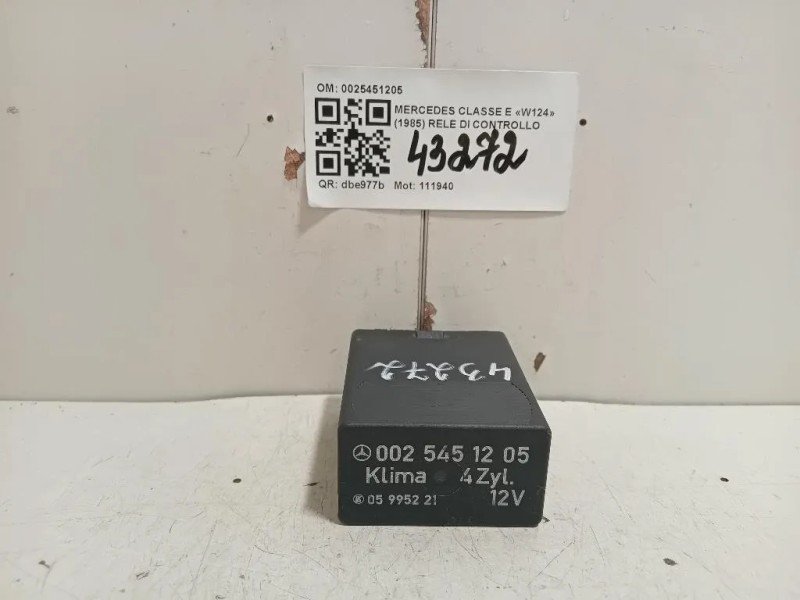 OM: 0025451205
MERCEDES CLASSE E «W124»
(1985) RELE DI CONTROLLO
43272
QR: dbe977b Mot: 111940
43272
002 545 12 05
Klima 4Zyl.
05 9952 21 12V